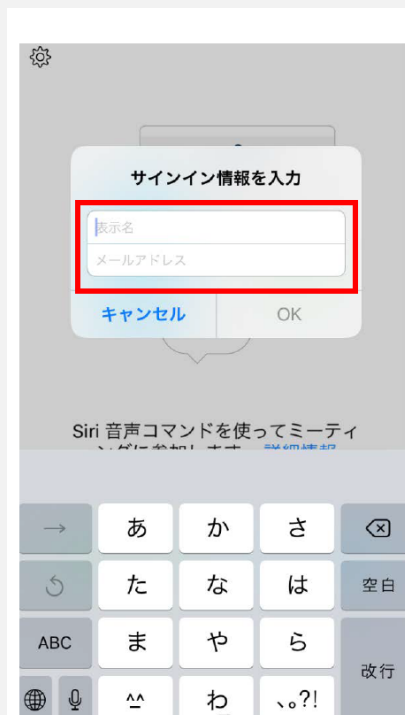 サインイン情報を入力
表示名
メールアドレス
キャンセル OK
Siri 音声コマンドを使ってミーティ
ングに参加します。 詳細情報
→ あ か さ
た な は 空白
ABC ま や ら 改行
^^ わ 、。?!